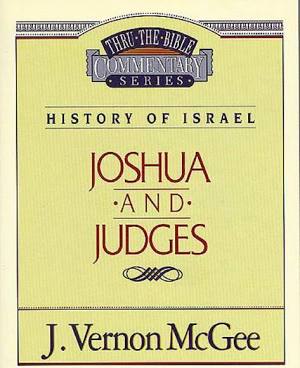 THRU·THE·BIBLE
COMMENTARY
SERIES
HISTORY OF ISRAEL
JOSHUA
·AND·
JUDGES
J. Vernon McGee